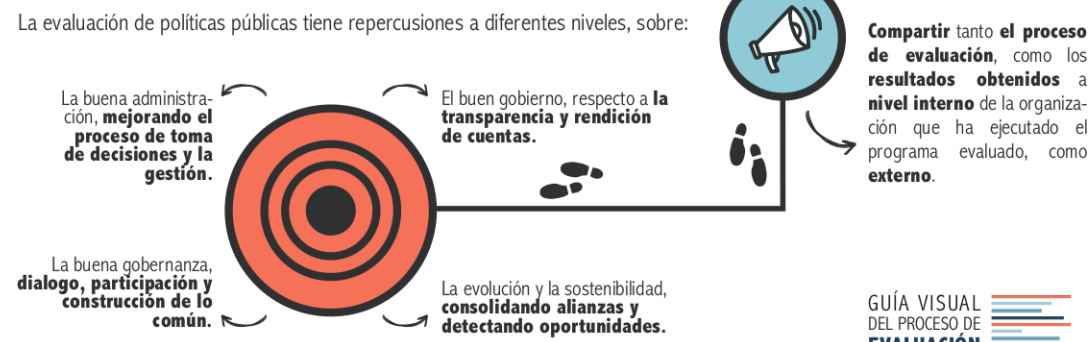 La evaluación de políticas públicas tiene repercusiones a diferentes niveles, sobre:
La buena administra-
ción, mejorando el
proceso de toma
de decisiones y la
gestión.
El buen gobierno, respecto a la
transparencia y rendición
de cuentas.
La buena gobernanza,
dialogo, participación y
construcción de lo
común.
La evolución y la sostenibilidad,
consolidando alianzas y
detectando oportunidades.
Compartir tanto el proceso
de evaluación, como los
resultados obtenidos a
nivel interno de la organiza-
ción que ha ejecutado el
programa evaluado, como
externo.
GUÍA VISUAL
DEL PROCESO DE
EVALUACIÓN